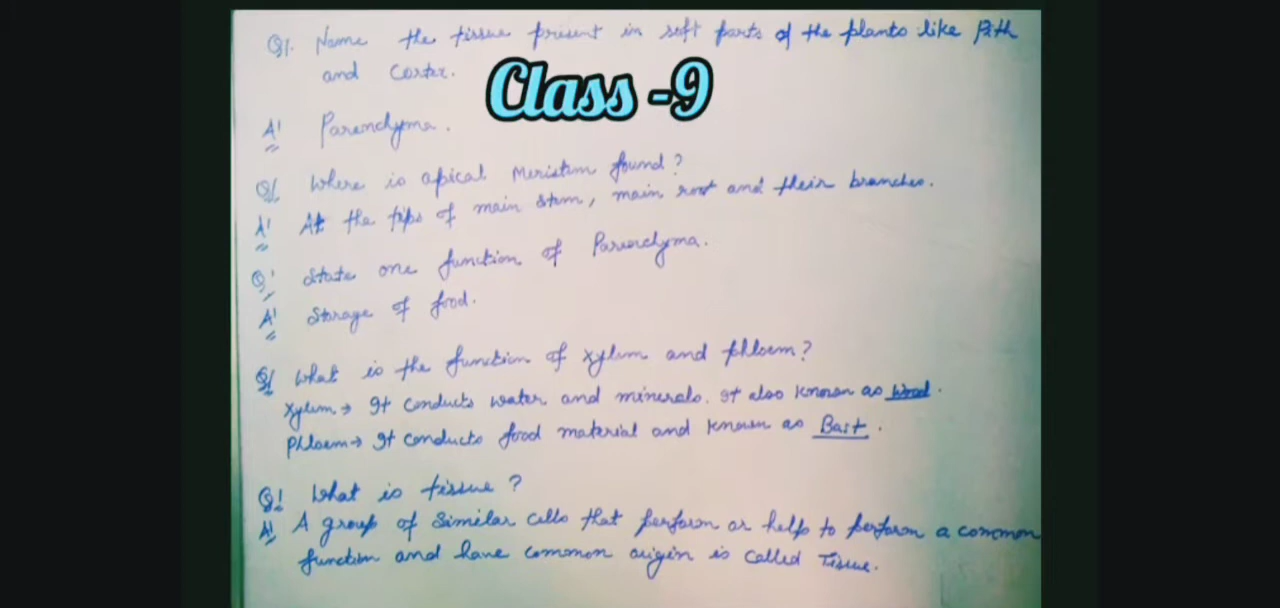 Q1. Name the tissue present in soft parts of the plants like Pith
and Cortex.
Class -9
A! Parenchyma.
Q! Where is apical Meristem found?
A! At the tips of main stem, main root and their branches.
Q! State one function of Parenchyma.
A! Storage of food.
Q! What is the function of xylem and phloem?
Xylem → It conducts water and minerals. It also known as Wood.
Phloem → It conducts food material and known as Bast.
Q! What is tissue?
A! A group of similar cells that perform or helps to perform a common
function and have common origin is called Tissue.